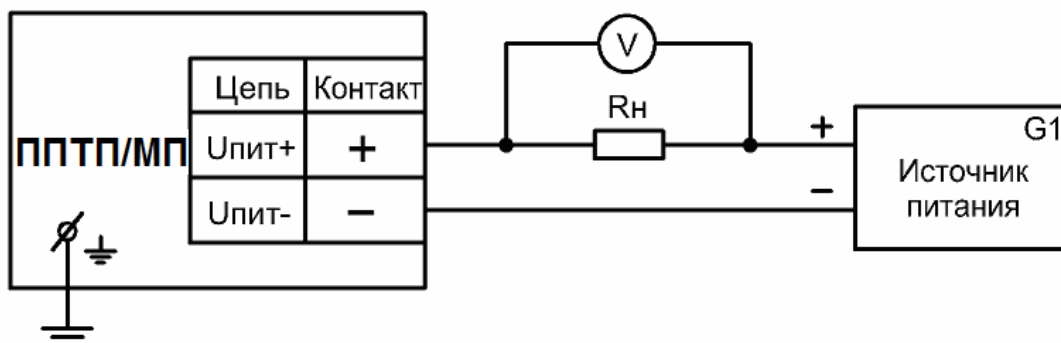 V
Rн
Цепь Контакт
ППТП/МП Uпит+ +
Uпит- −
+
−
G1
Источник
питания